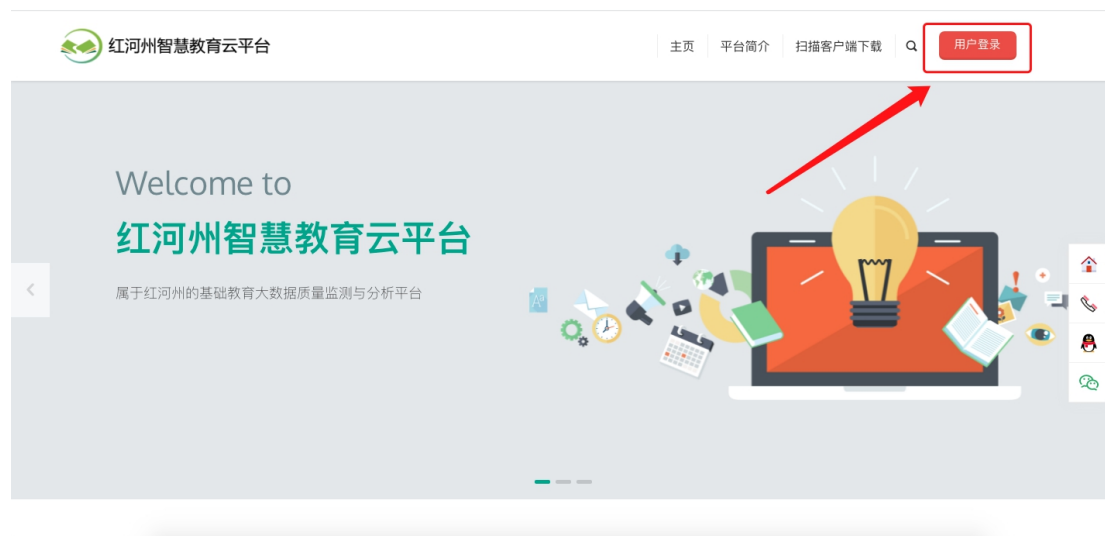 红河州智慧教育云平台
主页 平台简介 扫描客户端下载 用户登录
Welcome to
红河州智慧教育云平台
属于红河州的基础教育大数据质量监测与分析平台